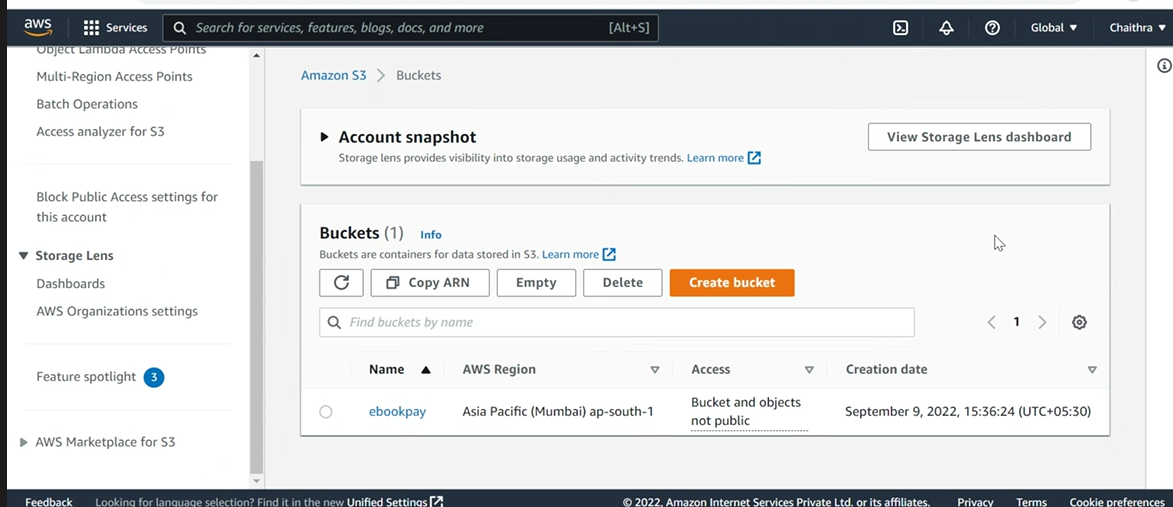 aws
Services
Search for services, features, blogs, docs, and more
[Alt+S]
Global
Chaithra
Object Lambda Access Points
Multi-Region Access Points
Batch Operations
Access analyzer for S3
Block Public Access settings for
this account
Storage Lens
Dashboards
AWS Organizations settings
Feature spotlight 3
AWS Marketplace for S3
Amazon S3 > Buckets
Account snapshot
Storage lens provides visibility into storage usage and activity trends. Learn more
View Storage Lens dashboard
Buckets (1) Info
Buckets are containers for data stored in S3. Learn more
Copy ARN
Empty
Delete
Create bucket
Find buckets by name
1
Name
AWS Region
Access
Creation date
ebookpay
Asia Pacific (Mumbai) ap-south-1
Bucket and objects
not public
September 9, 2022, 15:36:24 (UTC+05:30)
Feedback
Looking for language selection? Find it in the new Unified Settings
© 2022, Amazon Internet Services Private Ltd. or its affiliates.
Privacy
Terms
Cookie preferences